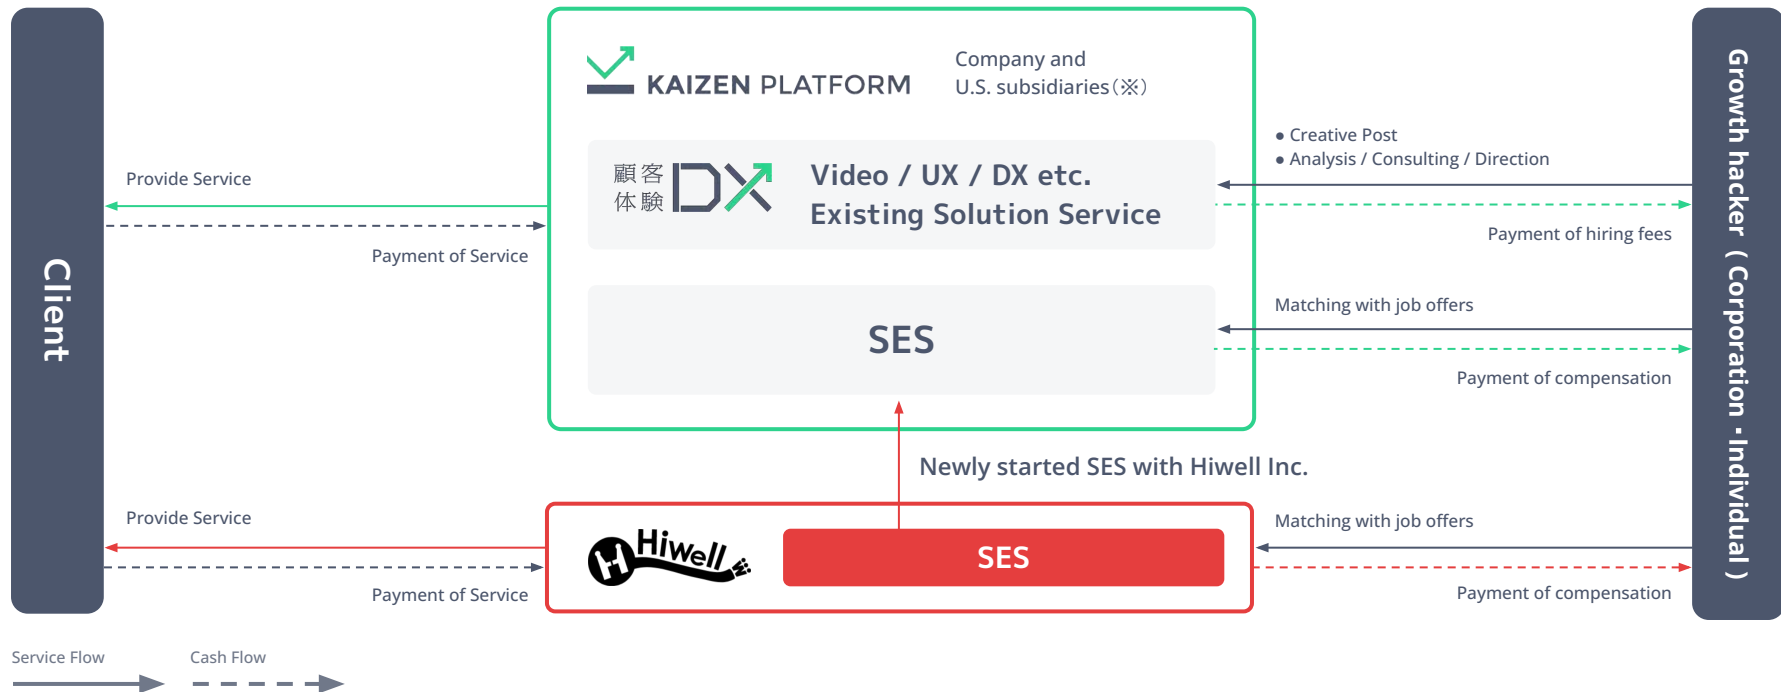 Client
KAIZEN PLATFORM
Company and
U.S. subsidiaries(※)
顧客
体験
DX
Video / UX / DX etc.
Existing Solution Service
SES
Provide Service
Payment of Service
● Creative Post
● Analysis / Consulting / Direction
Payment of hiring fees
Matching with job offers
Payment of compensation
Newly started SES with Hiwell Inc.
Provide Service
Payment of Service
H Hiwell
SES
Matching with job offers
Payment of compensation
Growth hacker ( Corporation・Individual )
Service Flow
Cash Flow